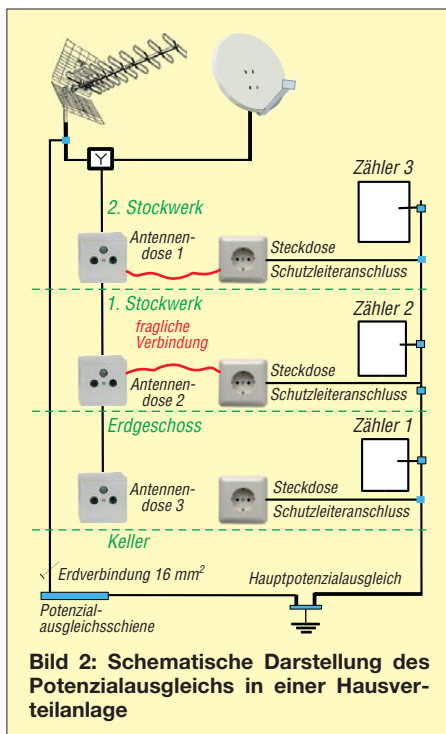 Y
Zähler 3
2. Stockwerk
Antennen-
dose 1
Steckdose
Schutzleiteranschluss
1. Stockwerk
fragliche
Verbindung
Zähler 2
Antennen-
dose 2
Steckdose
Schutzleiteranschluss
Erdgeschoss
Zähler 1
Antennen-
dose 3
Steckdose
Schutzleiteranschluss
Keller
Erdverbindung 16 mm²
Hauptpotenzialausgleich
Potenzial-
ausgleichsschiene
Bild 2: Schematische Darstellung des
Potenzialausgleichs in einer Hausver-
teilanlage